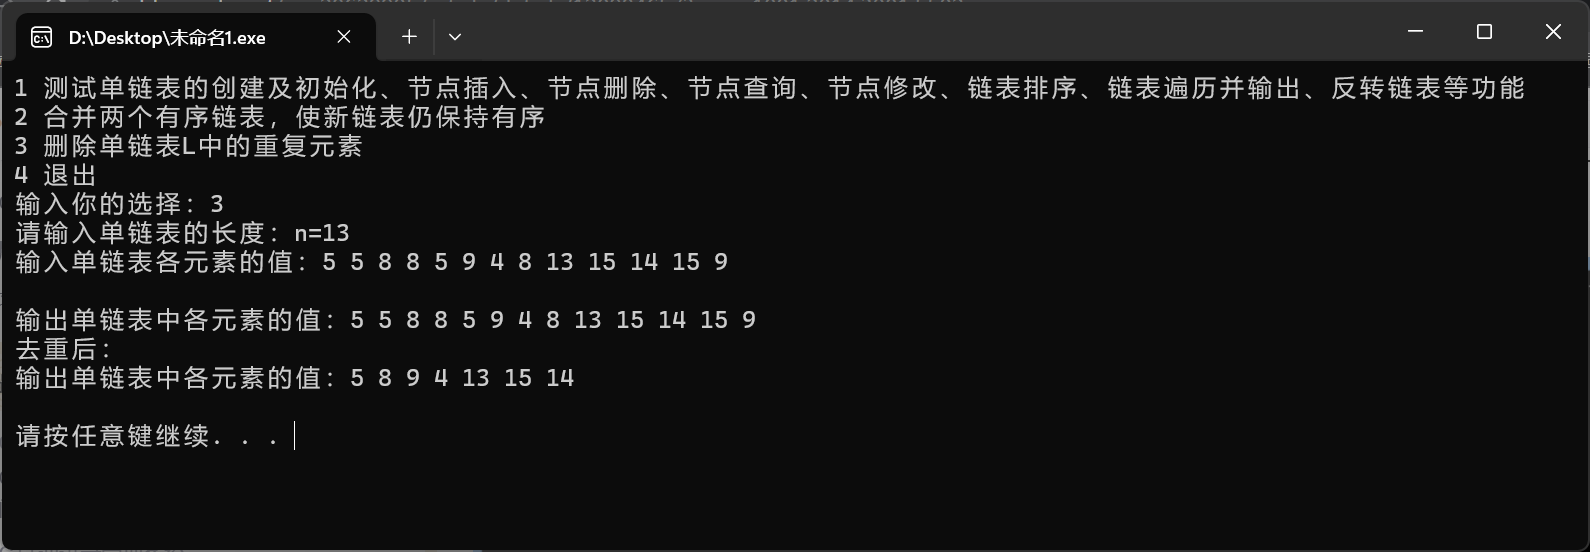 D:\Desktop\未命名1.exe
1 测试单链表的创建及初始化、节点插入、节点删除、节点查询、节点修改、链表排序、链表遍历并输出、反转链表等功能
2 合并两个有序链表，使新链表仍保持有序
3 删除单链表L中的重复元素
4 退出
输入你的选择：3
请输入单链表的长度：n=13
输入单链表各元素的值：5 5 8 8 5 9 4 8 13 15 14 15 9
输出单链表中各元素的值：5 5 8 8 5 9 4 8 13 15 14 15 9
去重后：
输出单链表中各元素的值：5 8 9 4 13 15 14
请按任意键继续. . .